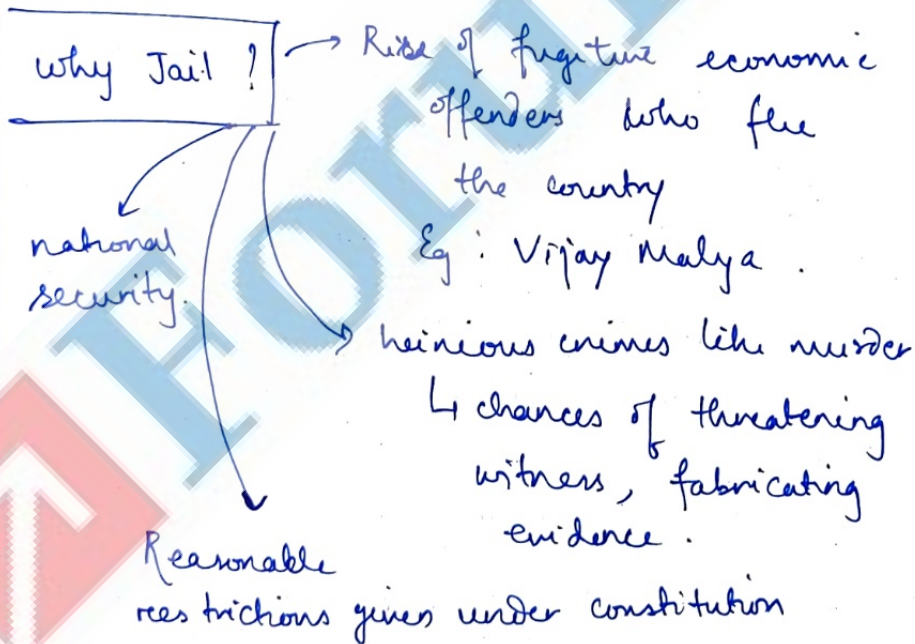 why Jail ?
Rise of fugitive economic
offenders who flee
the country
Eg : Vijay Malya .
national
security.
heinious crimes like murder
↳ chances of threatening
witness, fabricating
evidence .
Reasonable
restrictions given under constitution
Forum